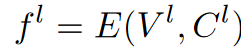 f^l = E(V^l, C^l)